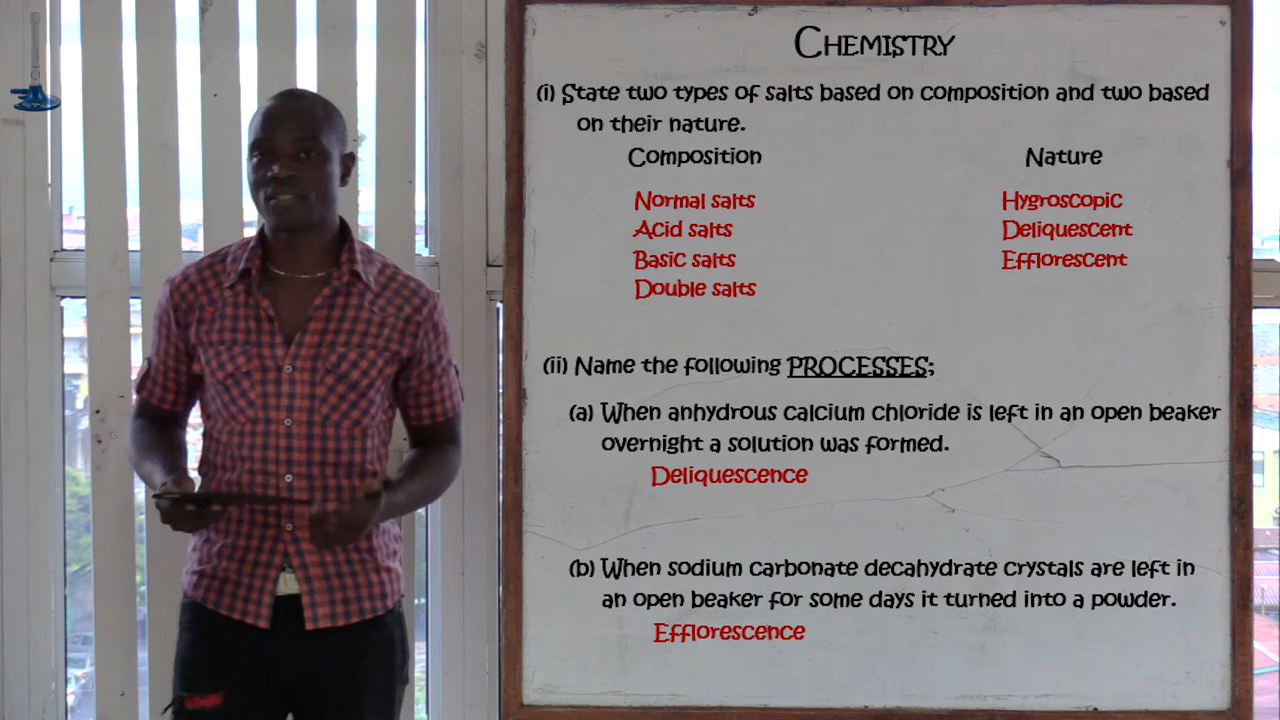 CHEMISTRY
(i) State two types of salts based on composition and two based
on their nature.
Composition Nature
Normal salts Hygroscopic
Acid salts Deliquescent
Basic salts Efflorescent
Double salts
(ii) Name the following PROCESSES;
(a) When anhydrous calcium chloride is left in an open beaker
overnight a solution was formed.
Deliquescence
(b) When sodium carbonate decahydrate crystals are left in
an open beaker for some days it turned into a powder.
Efflorescence